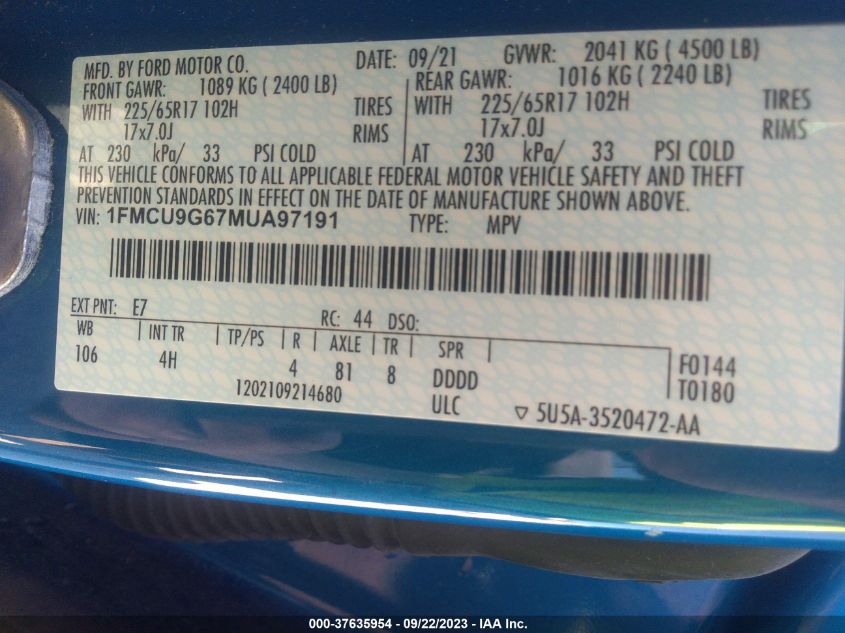 MFD. BY FORD MOTOR CO. DATE: 09/21 GVWR: 2041 KG ( 4500 LB)
FRONT GAWR: 1089 KG ( 2400 LB) REAR GAWR: 1016 KG ( 2240 LB)
WITH 225/65R17 102H TIRES WITH 225/65R17 102H TIRES
17x7.0J RIMS 17x7.0J RIMS
AT 230 kPa/ 33 PSI COLD AT 230 kPa/ 33 PSI COLD
THIS VEHICLE CONFORMS TO ALL APPLICABLE FEDERAL MOTOR VEHICLE SAFETY AND THEFT
PREVENTION STANDARDS IN EFFECT ON THE DATE OF MANUFACTURE SHOWN ABOVE.
VIN: 1FMCU9G67MUA97191 TYPE: MPV
EXT PNT: E7 RC: 44 DSO:
WB INT TR TP/PS R AXLE TR SPR F0144
106 4H 4 81 8 DDDD T0180
1202109214680 ULC ▽ 5U5A-3520472-AA
000-37635954 - 09/22/2023 - IAA Inc.